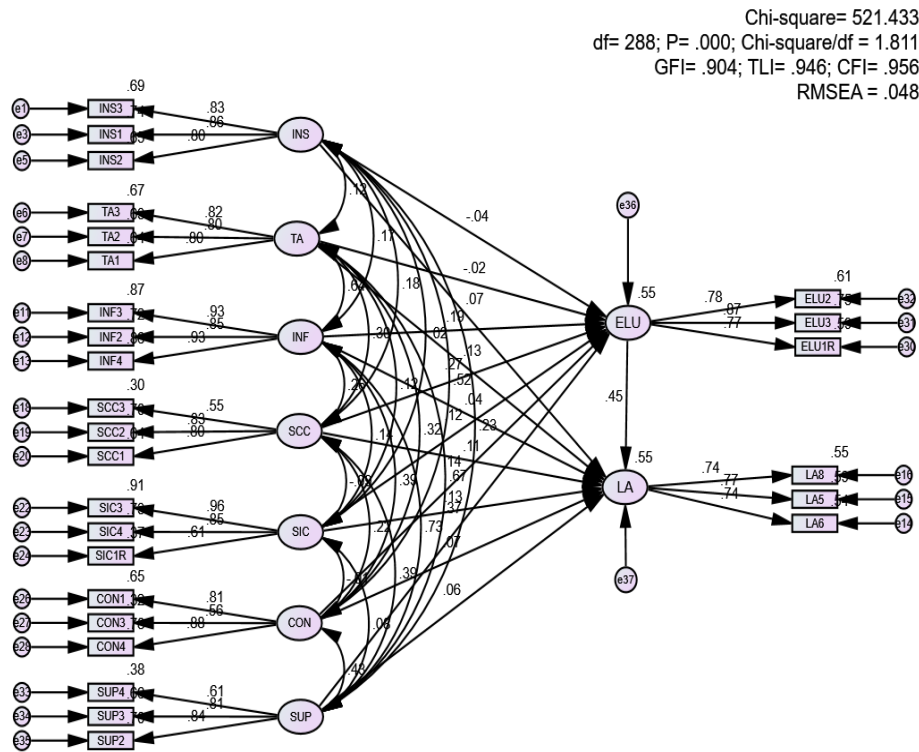 Chi-square= 521.433
df= 288; P= .000; Chi-square/df = 1.811
GFI= .904; TLI= .946; CFI= .956
RMSEA = .048
.69
e1 INS3 .83
e3 INS1 .86
e5 INS2 .80
INS
.67
e6 TA3 .82
e7 TA2 .80
e8 TA1 .80
TA
.87
e11 INF3 .93
e12 INF2 .85
e13 INF4 .93
INF
.30
e18 SCC3 .55
e19 SCC2 .83
e20 SCC1 .80
SCC
.91
e22 SIC3 .96
e23 SIC4 .85
e24 SIC1R .61
SIC
.65
e26 CON1 .81
e27 CON3 .56
e28 CON4 .88
CON
.38
e33 SUP4 .61
e34 SUP3 .81
e35 SUP2 .84
SUP
.12
.17
.18
.19
-.04
-.02
.07
.13
.27
.52
.04
.12
.23
.11
.14
.67
.13
.37
.07
.06
.30
.12
.32
.14
.39
.22
.73
.39
.08
.43
e36
.55
ELU
.45
.55
LA
e37
.61
.78 ELU2 e32
.87 ELU3 e31
.77 ELU1R e30
.55
.74 LA8 e16
.77 LA5 e15
.74 LA6 e14